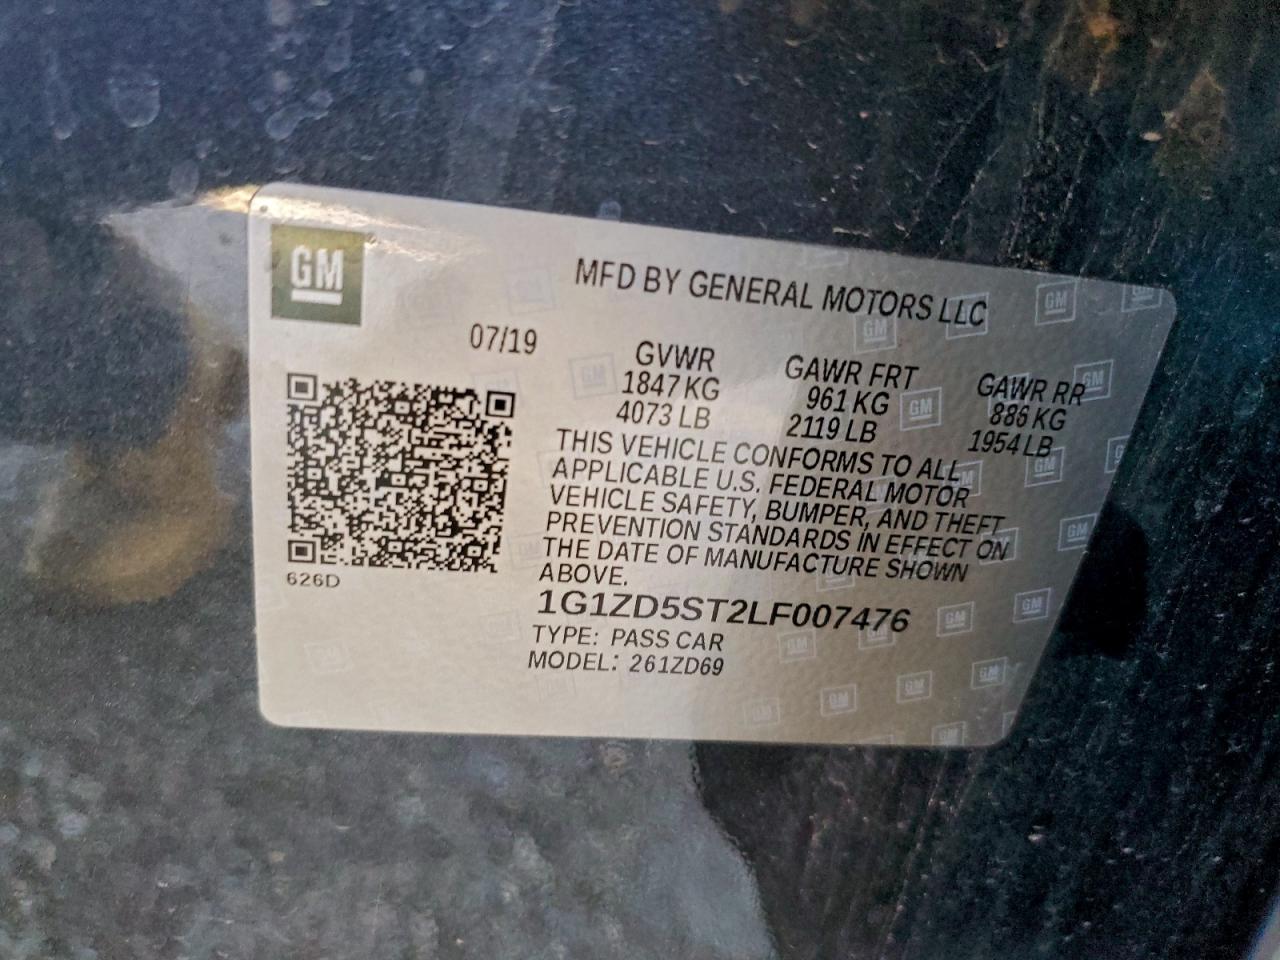 GM
MFD BY GENERAL MOTORS LLC
07/19
GVWR GAWR FRT GAWR RR
1847 KG 961 KG 886 KG
4073 LB 2119 LB 1954 LB
THIS VEHICLE CONFORMS TO ALL
APPLICABLE U.S. FEDERAL MOTOR
VEHICLE SAFETY, BUMPER, AND THEFT
PREVENTION STANDARDS IN EFFECT ON
THE DATE OF MANUFACTURE SHOWN
ABOVE.
626D
1G1ZD5ST2LF007476
TYPE: PASS CAR
MODEL: 261ZD69